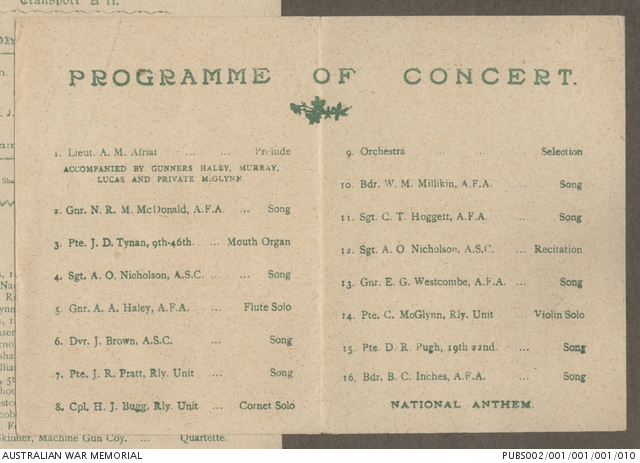 Transport
PROGRAMME OF CONCERT.
1. Lieut. A. M. Afriat ... ... Prelude
ACCOMPANIED BY GUNNERS HALEY, MURRAY,
LUCAS AND PRIVATE McGLYNN.
2. Gnr. N. R. M. McDonald, A.F.A. ... Song
3. Pte. J. D. Tynan, 9th-46th. ... Mouth Organ
4. Sgt. A. O. Nicholson, A.S.C. ... Song
5. Gnr. A. A. Haley, A.F.A. ... Flute Solo
6. Dvr. J. Brown, A.S.C. ... Song
7. Pte. J. R. Pratt, Rly. Unit ... Song
8. Cpl. H. J. Bugg, Rly. Unit ... Cornet Solo
9. Orchestra ... ... Selection
10. Bdr. W. M. Millikin, A.F.A. ... Song
11. Sgt. C. T. Hoggett, A.F.A. ... Song
12. Sgt. A. O. Nicholson, A.S.C. ... Recitation
13. Gnr. E. G. Westcombe, A.F.A. ... Song
14. Pte. C. McGlynn, Rly. Unit ... Violin Solo
15. Pte. D. R. Pugh, 19th 22nd. ... Song
16. Bdr. B. C. Inches, A.F.A. ... Song
NATIONAL ANTHEM.
Skinner, Machine Gun Coy. ... Quartette.
AUSTRALIAN WAR MEMORIAL PUBS002/001/001/001/010